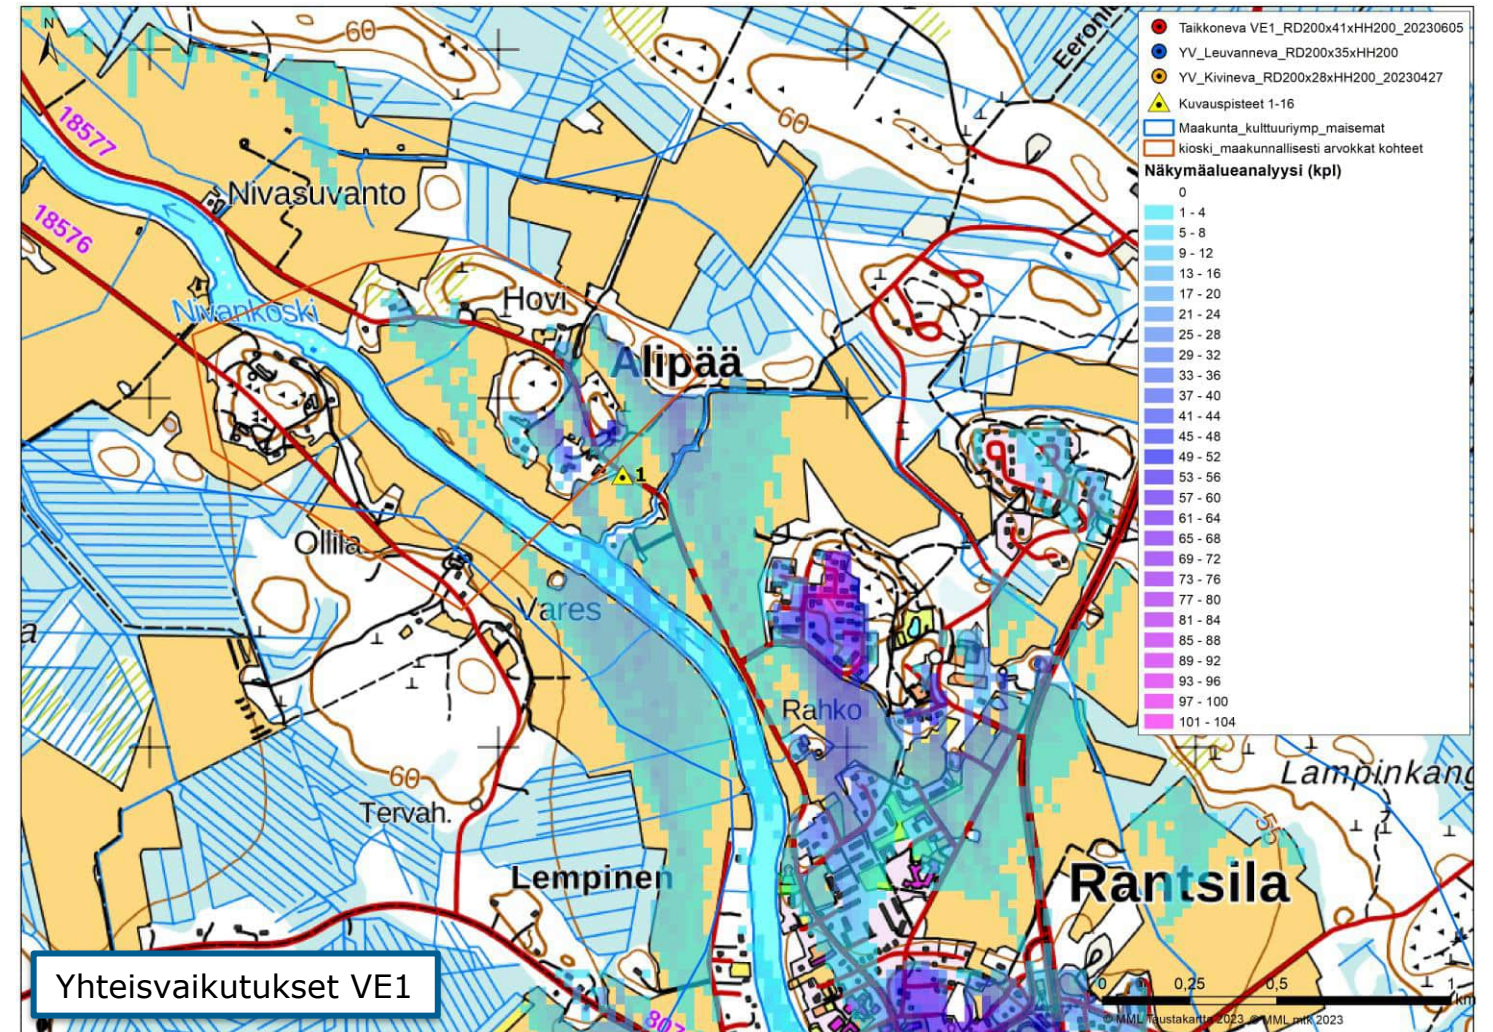 N
60
Eeronk
Taikkoneva VE1_RD200x41xHH200_20230605
YV_Leuvanneva_RD200x35xHH200
YV_Kivineva_RD200x28xHH200_20230427
Kuvauspisteet 1-16
Maakunta_kulttuuriymp_maisemat
kioski_maakunnallisesti arvokkat kohteet
Näkymäalueanalyysi (kpl)
0
1 - 4
5 - 8
9 - 12
13 - 16
17 - 20
21 - 24
25 - 28
29 - 32
33 - 36
37 - 40
41 - 44
45 - 48
49 - 52
53 - 56
57 - 60
61 - 64
65 - 68
69 - 72
73 - 76
77 - 80
81 - 84
85 - 88
89 - 92
93 - 96
97 - 100
101 - 104
60
18577
Nivasuvanto
18576
Nivankoski
Hovi
Alipää
1
Ollila
Vares
a
Rahko
60
Tervah.
Lampinkang
55
Lempinen
Rantsila
Yhteisvaikutukset VE1
807
0 0,25 0,5 1
km
© MML Taustakartta 2023 © MML mtk 2023